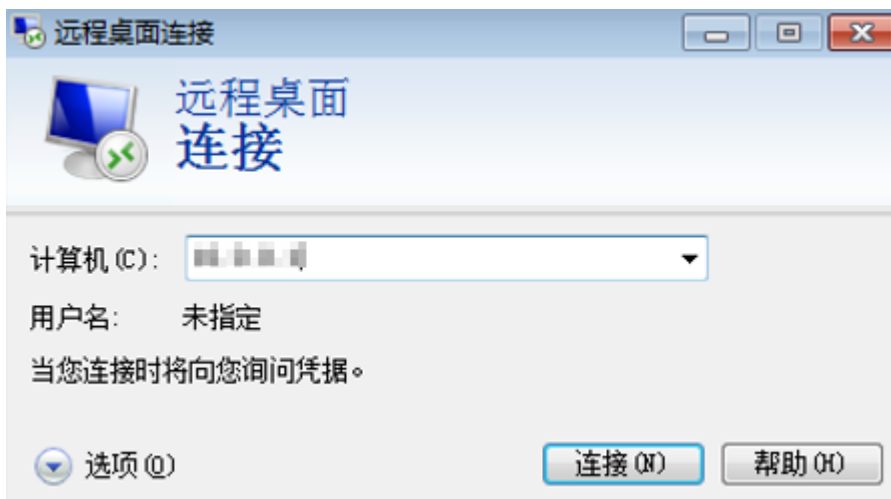 远程桌面连接
远程桌面
连接
计算机(C):
用户名: 未指定
当您连接时将向您询问凭据。
选项(O) 连接(N) 帮助(H)